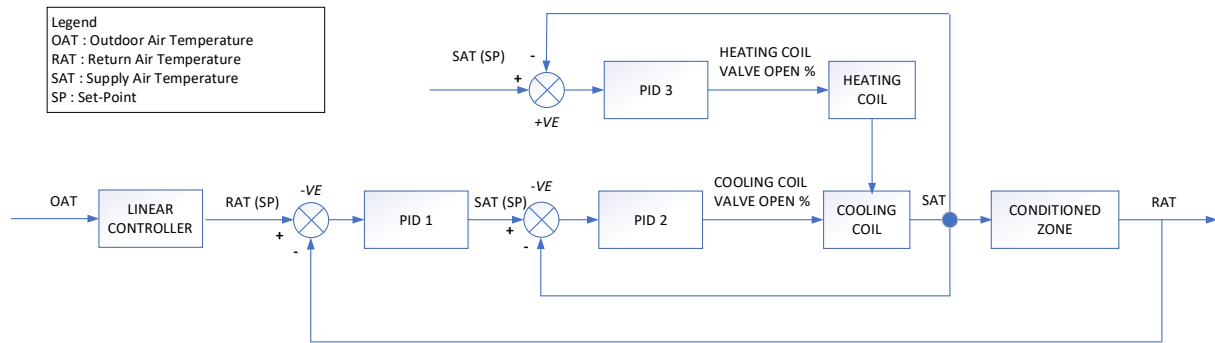 Legend
OAT : Outdoor Air Temperature
RAT : Return Air Temperature
SAT : Supply Air Temperature
SP : Set-Point
SAT (SP)
-
+
+VE
PID 3
HEATING COIL
VALVE OPEN %
HEATING
COIL
OAT
LINEAR
CONTROLLER
RAT (SP)
-VE
+
-
PID 1
SAT (SP)
-VE
+
-
PID 2
COOLING COIL
VALVE OPEN %
COOLING
COIL
SAT
CONDITIONED
ZONE
RAT